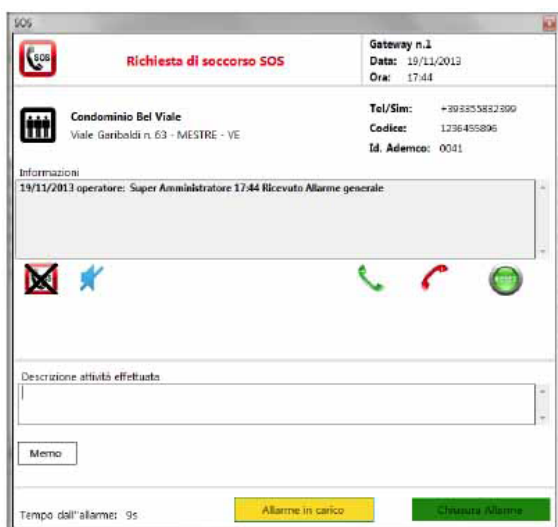 SOS
SOS
Richiesta di soccorso SOS
Gateway n.1
Data: 19/11/2013
Ora: 17:44
Condominio Bel Viale
Viale Garibaldi n. 63 - MESTRE - VE
Tel/Sim: +393355832399
Codice: 1236455896
Id. Ademco: 0041
Informazioni
19/11/2013 operatore: Super Amministratore 17:44 Ricevuto Allarme generale
Descrizione attività effettuata
Memo
Tempo dall''allarme: 9s
Allarme in carico
Chiusura Allarme